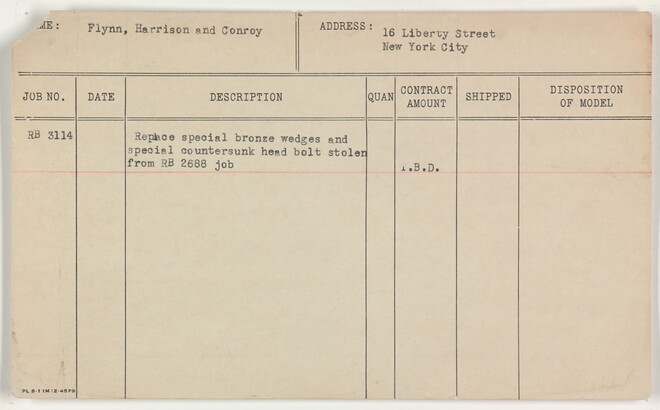 ME: Flynn, Harrison and Conroy
ADDRESS: 16 Liberty Street
New York City
JOB NO. DATE DESCRIPTION QUAN CONTRACT AMOUNT SHIPPED DISPOSITION OF MODEL
RB 3114 Replace special bronze wedges and
special countersunk head bolt stolen
from RB 2688 job T.B.D.